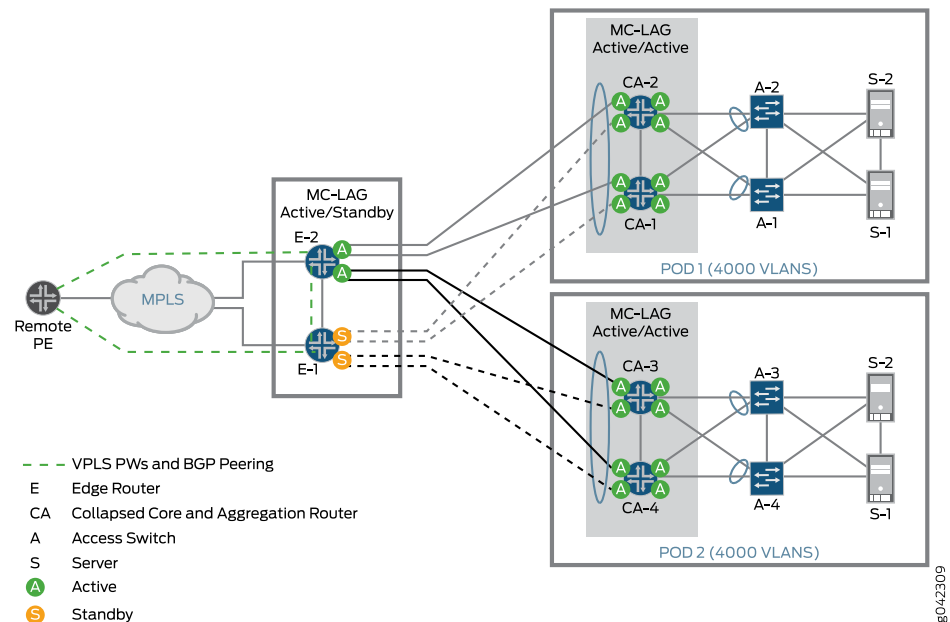 MC-LAG
Active/Active
CA-2
A
A
A
A
A-2
S-2
A
A
A
A
CA-1
A-1
S-1
POD 1 (4000 VLANS)
MC-LAG
Active/Standby
E-2
A
A
S
S
E-1
Remote
PE
MPLS
MC-LAG
Active/Active
CA-3
A
A
A
A
A-3
S-2
A
A
A
A
CA-4
A-4
S-1
POD 2 (4000 VLANS)
VPLS PWs and BGP Peering
E Edge Router
CA Collapsed Core and Aggregation Router
A Access Switch
S Server
A Active
S Standby
g042309